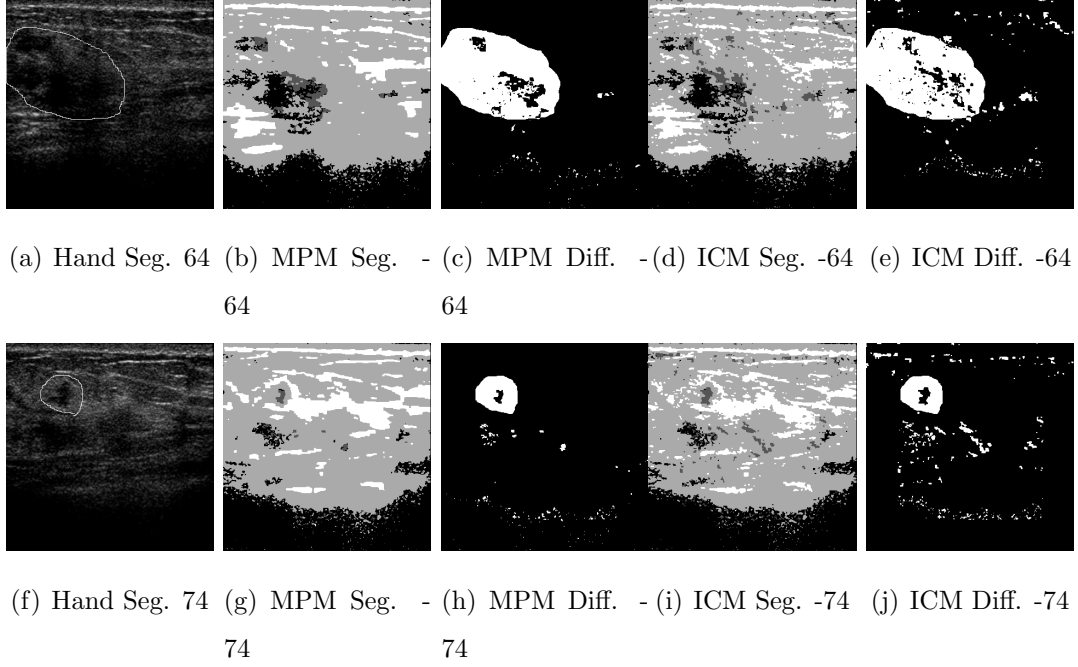 (a) Hand Seg. 64 (b) MPM Seg. - (c) MPM Diff. - (d) ICM Seg. -64 (e) ICM Diff. -64
64 64
(f) Hand Seg. 74 (g) MPM Seg. - (h) MPM Diff. - (i) ICM Seg. -74 (j) ICM Diff. -74
74 74